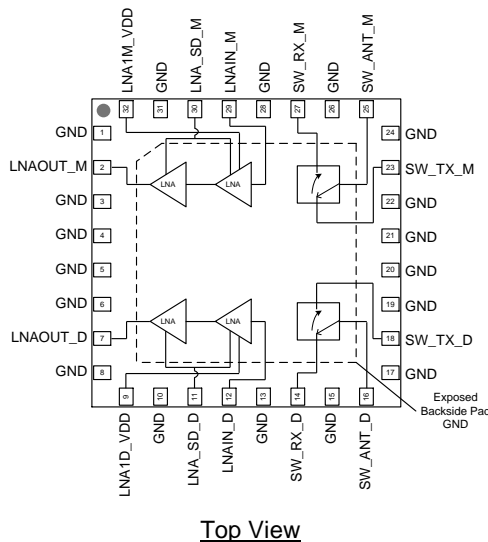 LNA1M_VDD
GND
LNA_SD_M
LNAIN_M
GND
SW_RX_M
GND
SW_ANT_M
32
31
30
29
28
27
26
25
GND 1
24 GND
LNAOUT_M 2
23 SW_TX_M
GND 3
22 GND
GND 4
21 GND
GND 5
20 GND
GND 6
19 GND
LNAOUT_D 7
18 SW_TX_D
GND 8
17 GND
LNA
LNA
LNA
LNA
9
10
11
12
13
14
15
16
LNA1D_VDD
GND
LNA_SD_D
LNAIN_D
GND
SW_RX_D
GND
SW_ANT_D
Exposed
Backside Pad
GND
Top View